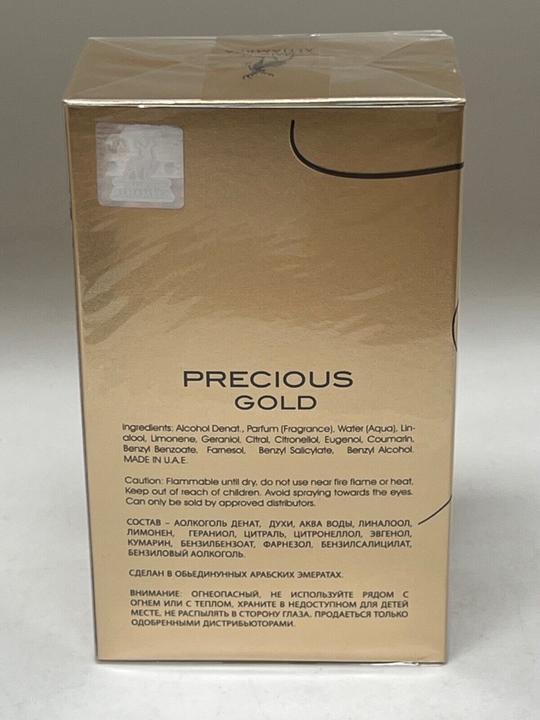 ALHAMBRA
PRECIOUS
GOLD
Ingredients: Alcohol Denat., Parfum (Fragrance), Water (Aqua), Lin-
alool, Limonene, Geraniol, Citral, Citronellol, Eugenol, Coumarin,
Benzyl Benzoate, Farnesol, Benzyl Salicylate, Benzyl Alcohol.
MADE IN U.A.E.
Caution: Flammable until dry, do not use near fire flame or heat,
Keep out of reach of children. Avoid spraying towards the eyes.
Can only be sold by approved distributors.
СОСТАВ – АОЛКОГОЛЬ ДЕНАТ, ДУХИ, АКВА ВОДЫ, ЛИНАЛООЛ,
ЛИМОНЕН, ГЕРАНИОЛ, ЦИТРАЛЬ, ЦИТРОНЕЛЛОЛ, ЭВГЕНОЛ,
КУМАРИН, БЕНЗИЛБЕНЗОАТ, ФАРНЕЗОЛ, БЕНЗИЛСАЛИЦИЛАТ,
БЕНЗИЛОВЫЙ АОЛКОГОЛЬ.
СДЕЛАН В ОБЬЕДИНУННЫХ АРАБСКИХ ЭМЕРАТАХ.
ВНИМАНИЕ: ОГНЕОПАСНЫЙ, НЕ ИСПОЛЬЗУЙТЕ РЯДОМ С
ОГНЕМ ИЛИ С ТЕПЛОМ, ХРАНИТЕ В НЕДОСТУПНОМ ДЛЯ ДЕТЕЙ
МЕСТЕ, НЕ РАСПЫЛЯТЬ В СТОРОНУ ГЛАЗА. ПРОДАЕТЬСЯ ТОЛЬКО
ОДОБРЕННЫМИ ДИСТРИБЬЮТОРАМИ.